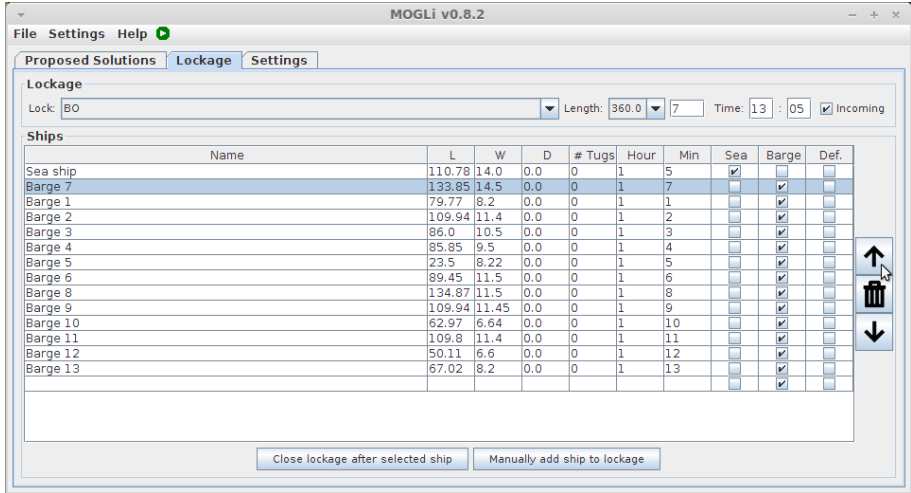 MOGLi v0.8.2
File Settings Help
Proposed Solutions Lockage Settings
Lockage
Lock: BO Length: 360.0 7 Time: 13 : 05 Incoming
Ships
Name L W D # Tugs Hour Min Sea Barge Def.
Sea ship 110.78 14.0 0.0 0 1 5
Barge 7 133.85 14.5 0.0 0 1 7
Barge 1 79.77 8.2 0.0 0 1 1
Barge 2 109.94 11.4 0.0 0 1 2
Barge 3 86.0 10.5 0.0 0 1 3
Barge 4 85.85 9.5 0.0 0 1 4
Barge 5 23.5 8.22 0.0 0 1 5
Barge 6 89.45 11.5 0.0 0 1 6
Barge 8 134.87 11.5 0.0 0 1 8
Barge 9 109.94 11.45 0.0 0 1 9
Barge 10 62.97 6.64 0.0 0 1 10
Barge 11 109.8 11.4 0.0 0 1 11
Barge 12 50.11 6.6 0.0 0 1 12
Barge 13 67.02 8.2 0.0 0 1 13
Close lockage after selected ship Manually add ship to lockage